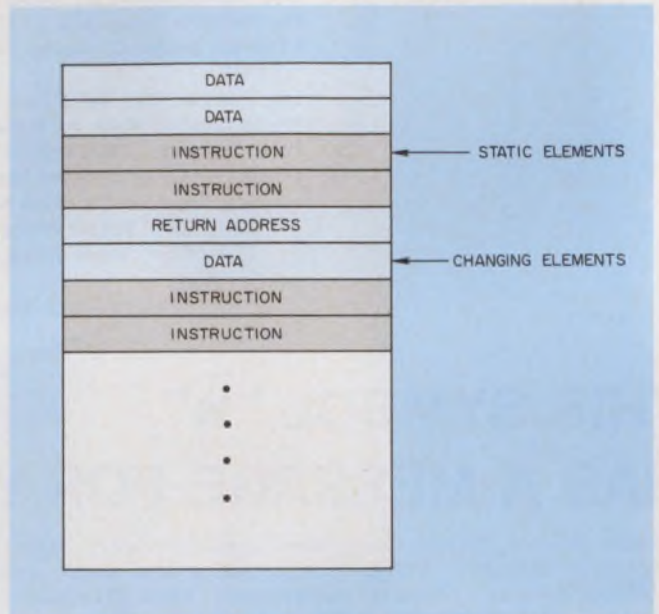 DATA
DATA
INSTRUCTION
STATIC ELEMENTS
INSTRUCTION
RETURN ADDRESS
DATA
CHANGING ELEMENTS
INSTRUCTION
INSTRUCTION